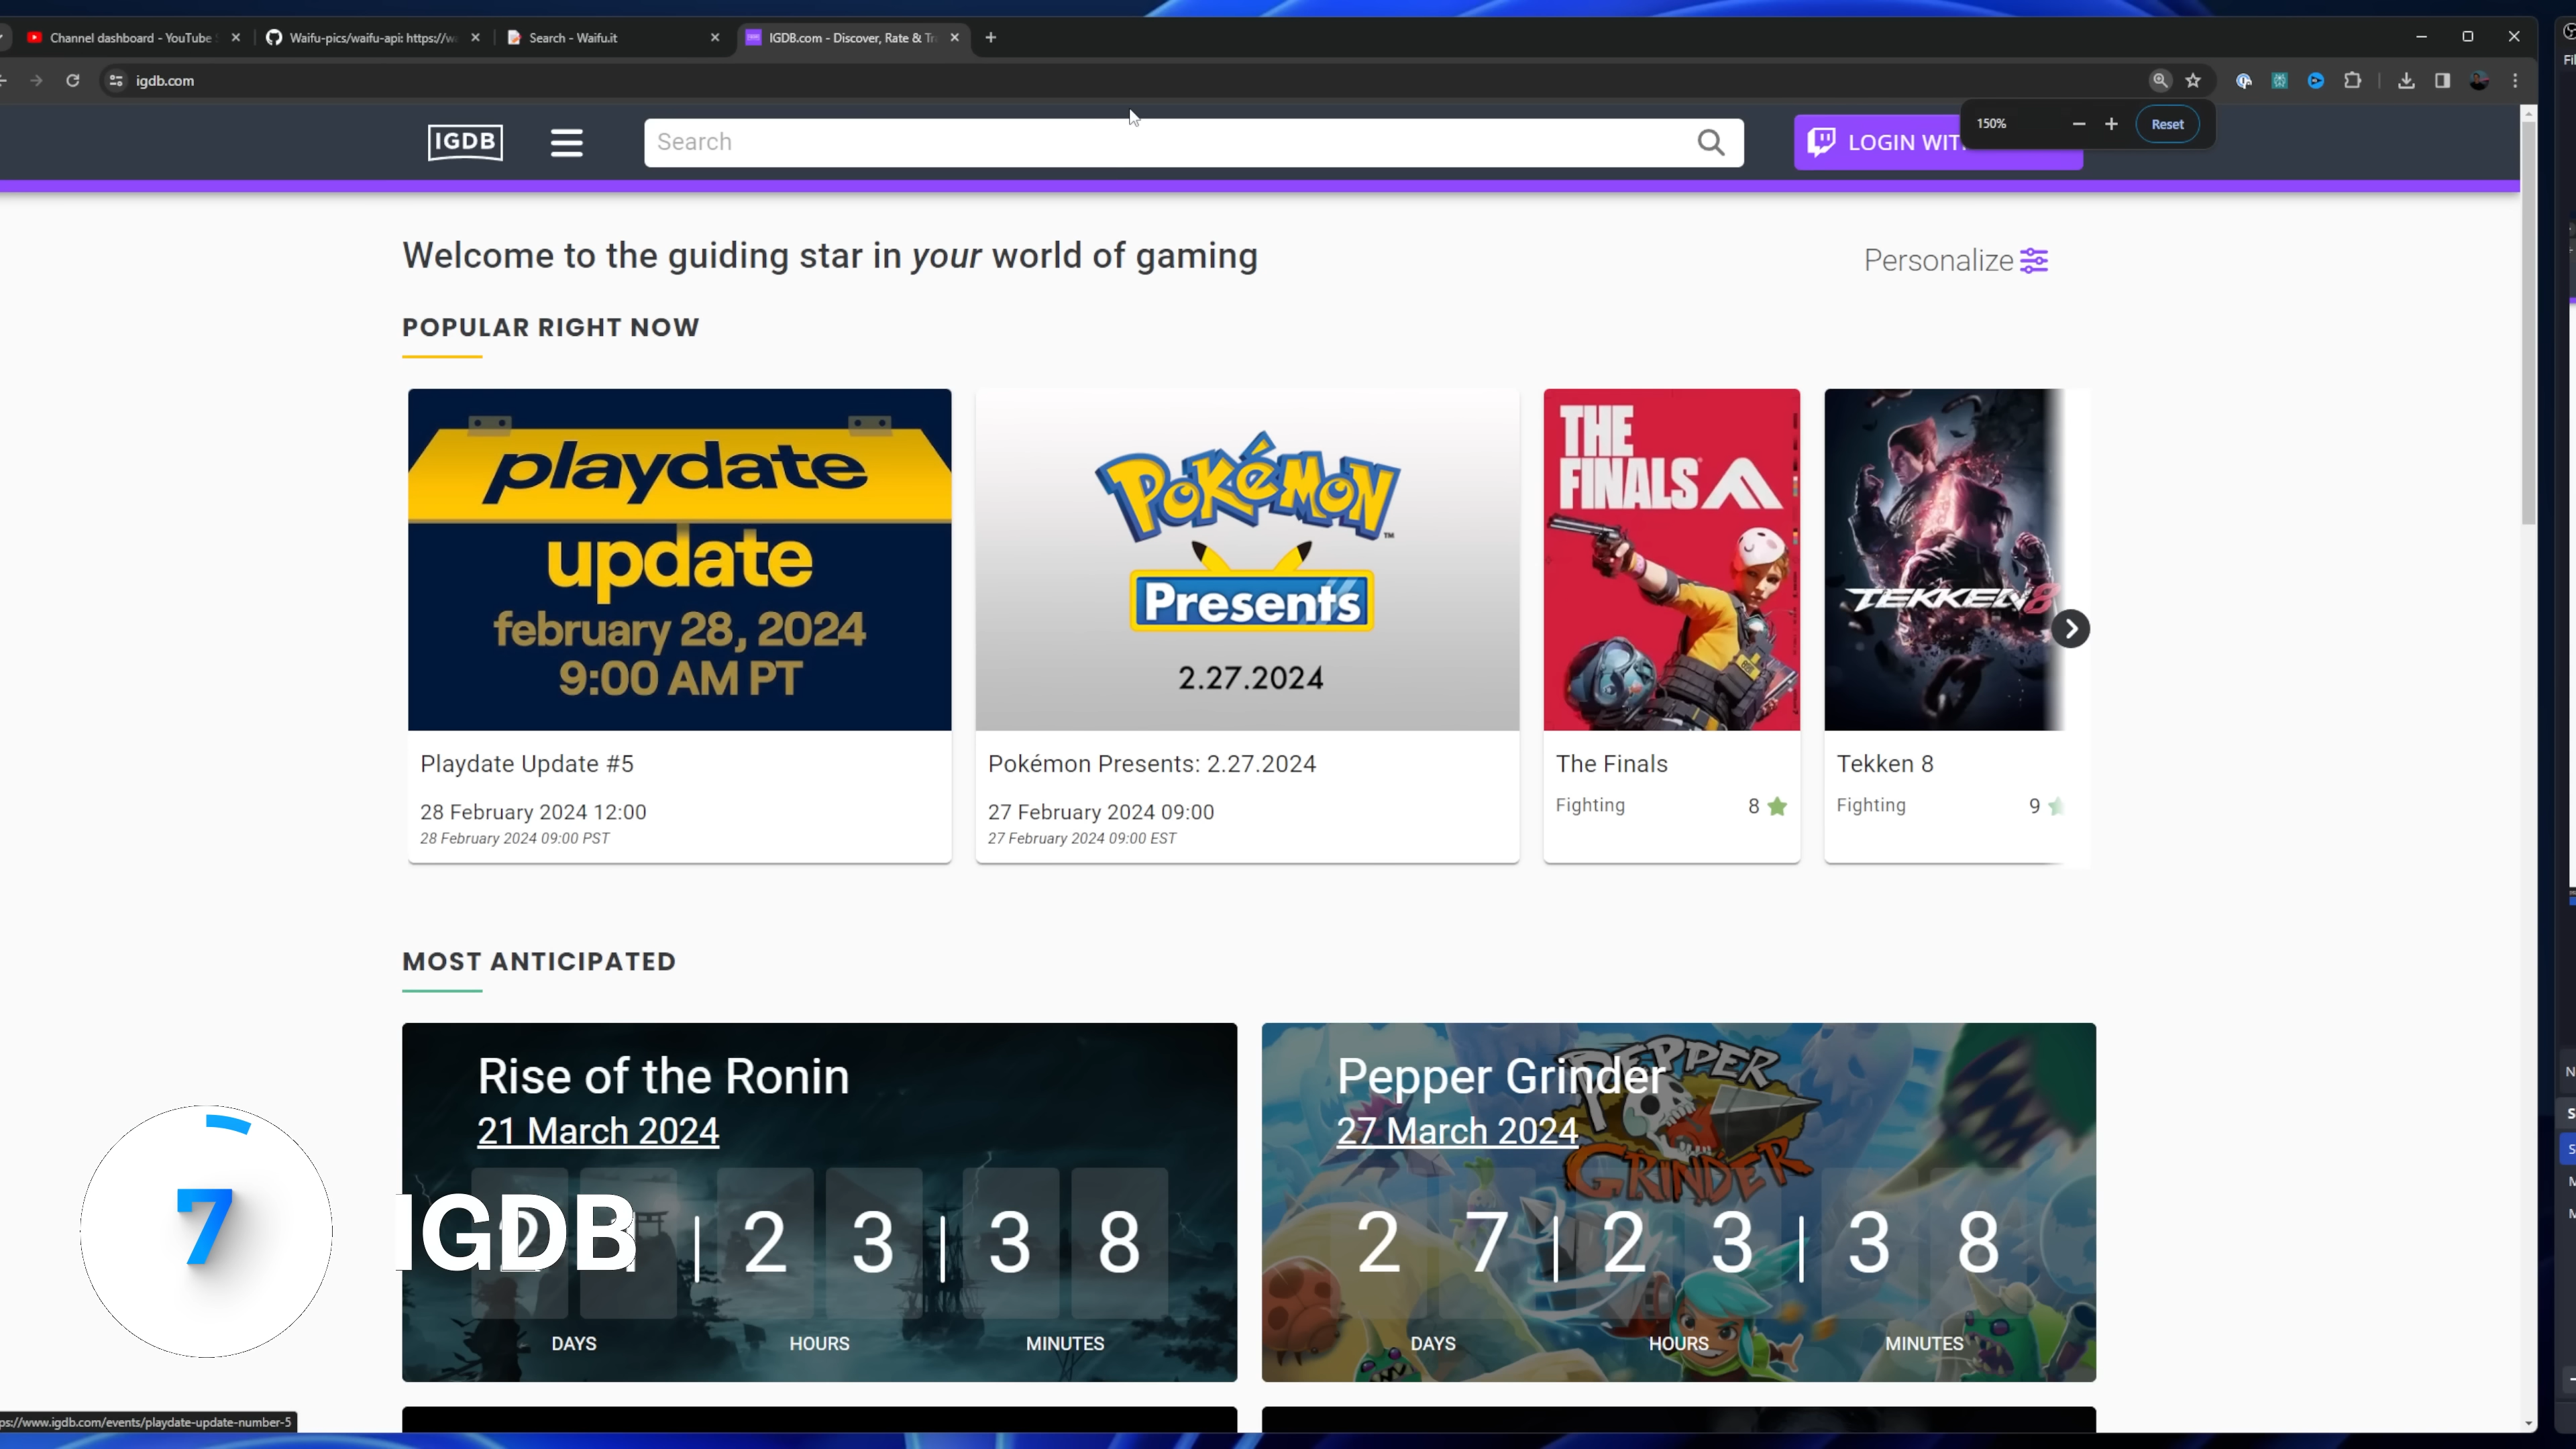 Channel dashboard - YouTube
Waifu-pics/waifu-api: https://w
Search - Waifu.it
IGDB.com - Discover, Rate & Tr
igdb.com
150%
Reset
IGDB
Search
LOGIN WIT
Welcome to the guiding star in your world of gaming
Personalize
POPULAR RIGHT NOW
playdate
update
february 28, 2024
9:00 AM PT
POKéMON
TM
Presents
2.27.2024
THE
FINALS
TEKKEN 8
Playdate Update #5
28 February 2024 12:00
28 February 2024 09:00 PST
Pokémon Presents: 2.27.2024
27 February 2024 09:00
27 February 2024 09:00 EST
The Finals
Fighting
8
Tekken 8
Fighting
9
MOST ANTICIPATED
Rise of the Ronin
21 March 2024
| 2 3 | 3 8
DAYS HOURS MINUTES
Pepper Grinder
27 March 2024
PEPPER
GRINDER
2 7 | 2 3 | 3 8
DAYS HOURS MINUTES
7
IGDB
ps://www.igdb.com/events/playdate-update-number-5